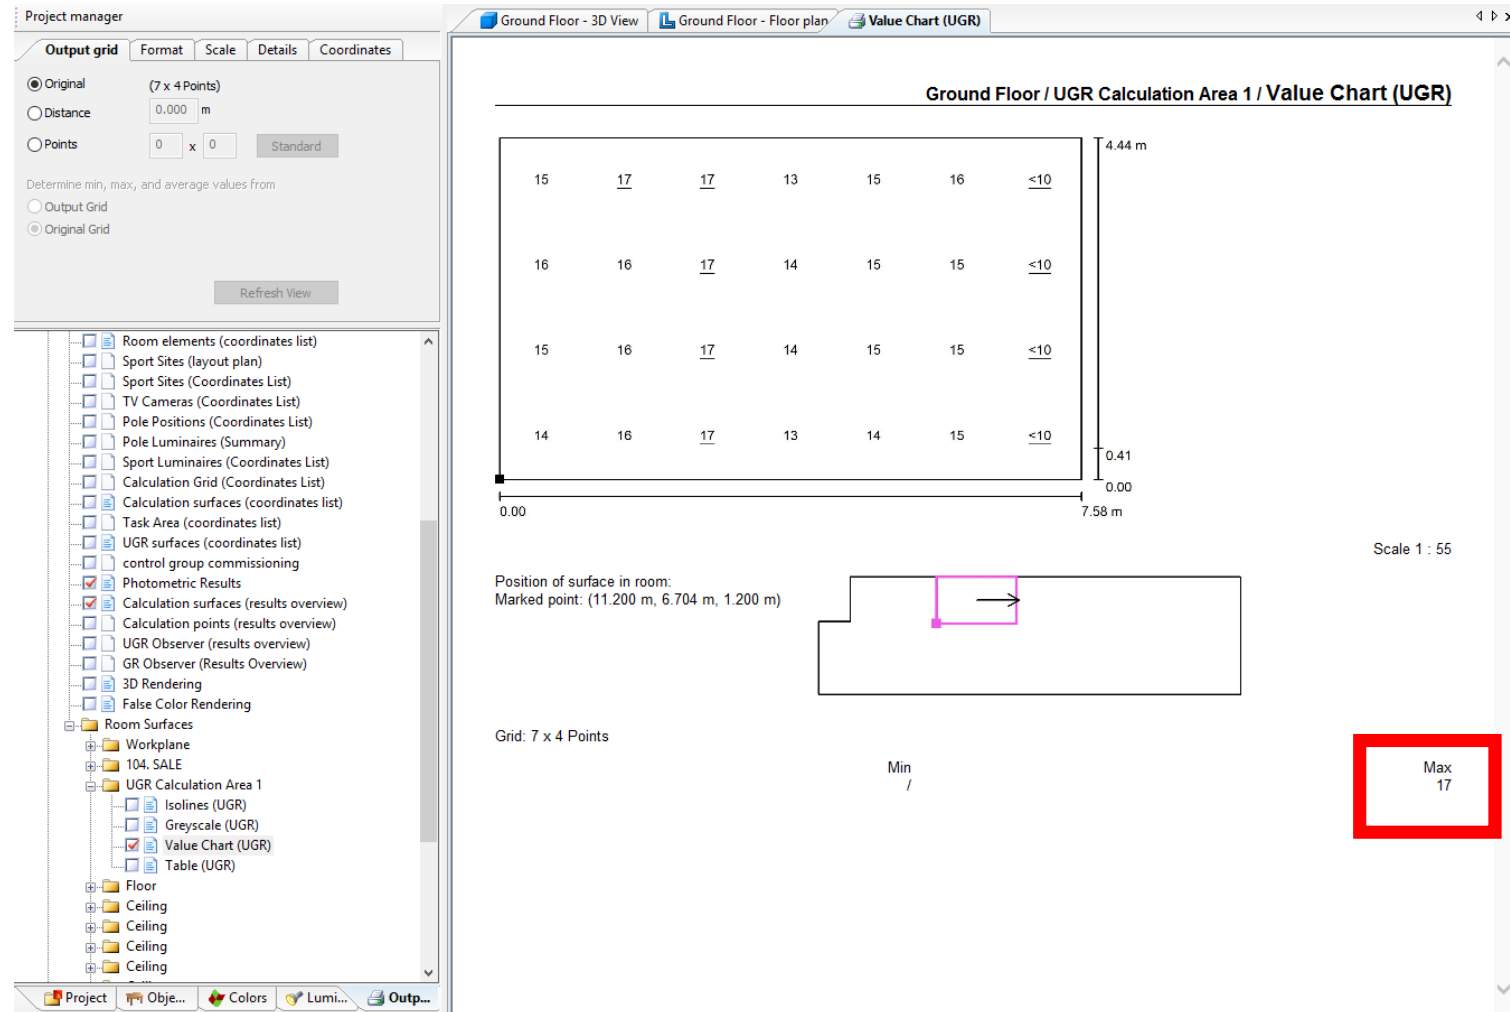 Project manager
Output grid Format Scale Details Coordinates
Original (7 x 4 Points)
Distance 0.000 m
Points 0 x 0 Standard
Determine min, max, and average values from
Output Grid
Original Grid
Refresh View
Room elements (coordinates list)
Sport Sites (layout plan)
Sport Sites (Coordinates List)
TV Cameras (Coordinates List)
Pole Positions (Coordinates List)
Pole Luminaires (Summary)
Sport Luminaires (Coordinates List)
Calculation Grid (Coordinates List)
Calculation surfaces (coordinates list)
Task Area (coordinates list)
UGR surfaces (coordinates list)
control group commissioning
Photometric Results
Calculation surfaces (results overview)
Calculation points (results overview)
UGR Observer (results overview)
GR Observer (Results Overview)
3D Rendering
False Color Rendering
Room Surfaces
Workplane
104. SALE
UGR Calculation Area 1
Isolines (UGR)
Greyscale (UGR)
Value Chart (UGR)
Table (UGR)
Floor
Ceiling
Ceiling
Ceiling
Ceiling
Project Obje... Colors Lumi... Outp...
Ground Floor - 3D View Ground Floor - Floor plan Value Chart (UGR)
Ground Floor / UGR Calculation Area 1 / Value Chart (UGR)
4.44 m
15 17 17 13 15 16 <10
16 16 17 14 15 15 <10
15 16 17 14 15 15 <10
14 16 17 13 14 15 <10
0.41
0.00
0.00 7.58 m
Scale 1 : 55
Position of surface in room:
Marked point: (11.200 m, 6.704 m, 1.200 m)
Grid: 7 x 4 Points
Min Max
/ 17